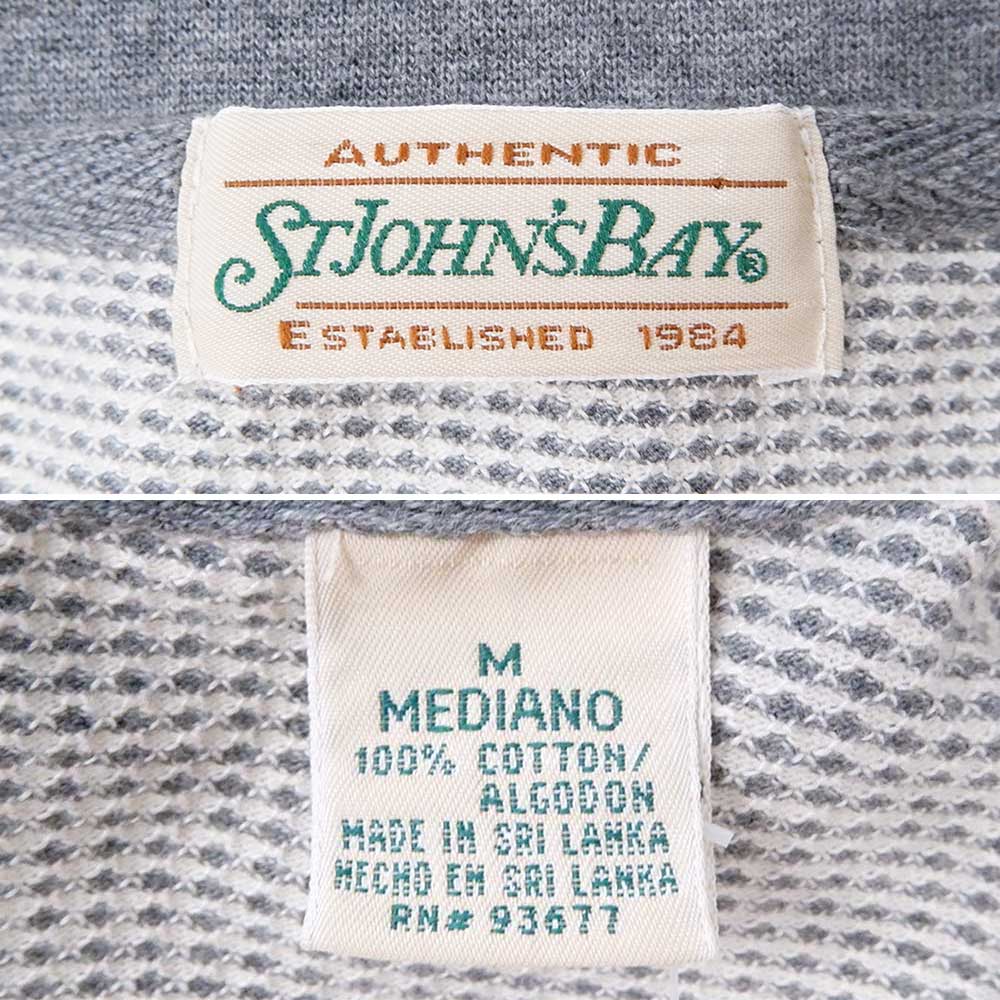 AUTHENTIC
ST JOHN'S BAY®
ESTABLISHED 1984
M
MEDIANO
100% COTTON/
ALGODON
MADE IN SRI LANKA
HECHO EN SRI LANKA
RN# 93677